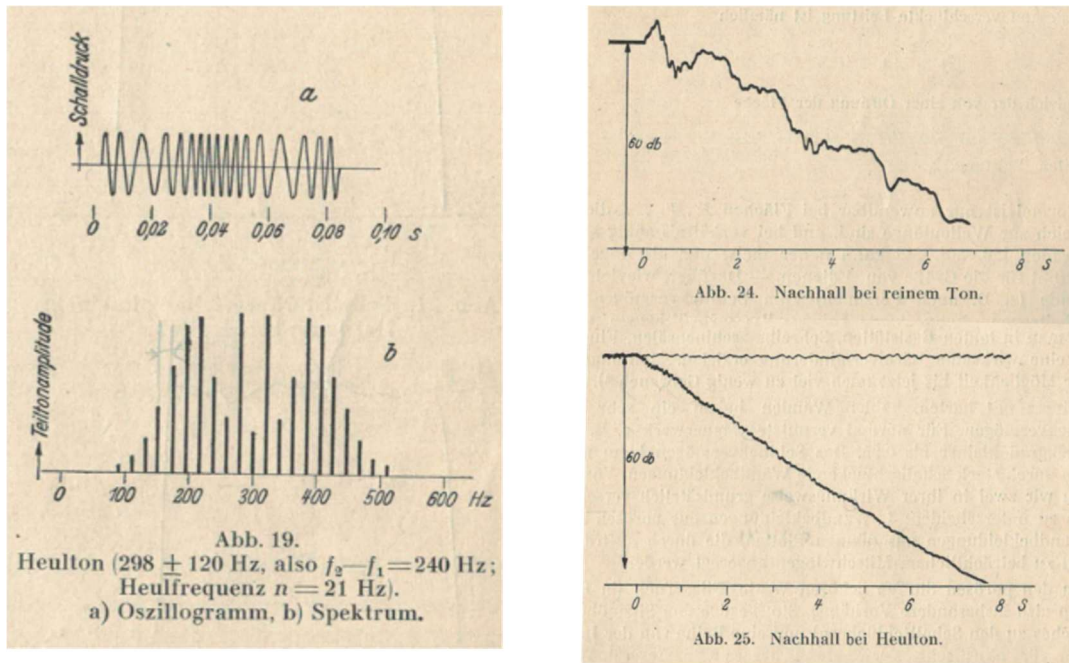 Schalldruck
a
0 0,02 0,04 0,06 0,08 0,10 s
Teiltonamplitude
b
0 100 200 300 400 500 600 Hz
Abb. 19.
Heulton (298 ± 120 Hz, also f₂—f₁=240 Hz;
Heulfrequenz n=21 Hz).
a) Oszillogramm, b) Spektrum.
60 db
0 2 4 6 8 s
Abb. 24. Nachhall bei reinem Ton.
60 db
0 2 4 6 8 s
Abb. 25. Nachhall bei Heulton.